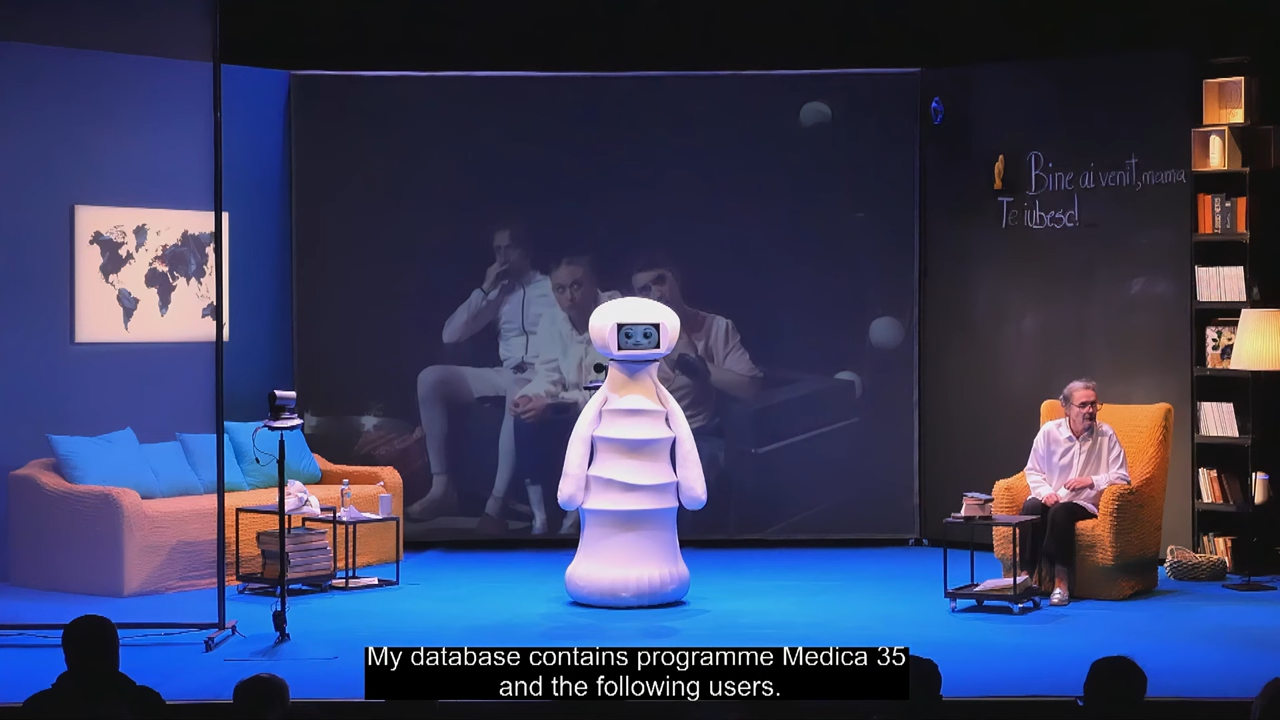 Bine ai venit, mama
Te iubesc!
My database contains programme Medica 35
and the following users.